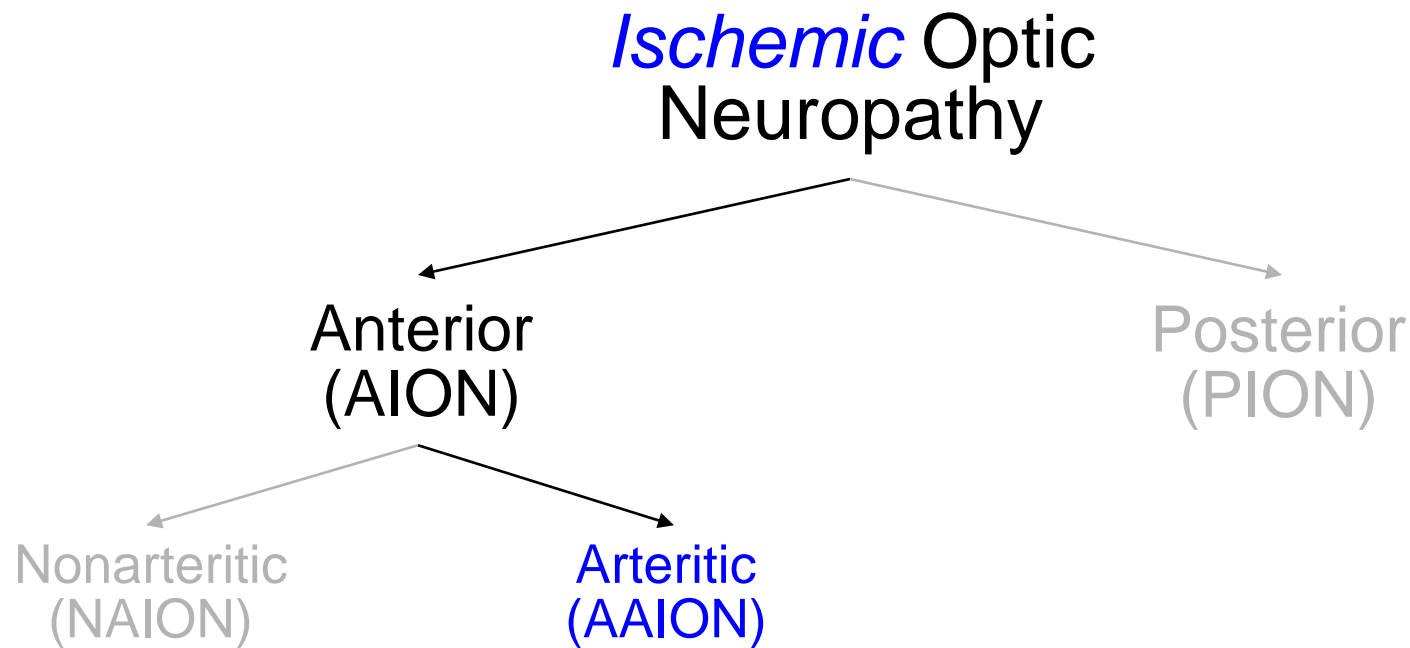 Ischemic Optic
Neuropathy
Anterior
(AION)
Posterior
(PION)
Nonarteritic
(NAION)
Arteritic
(AAION)